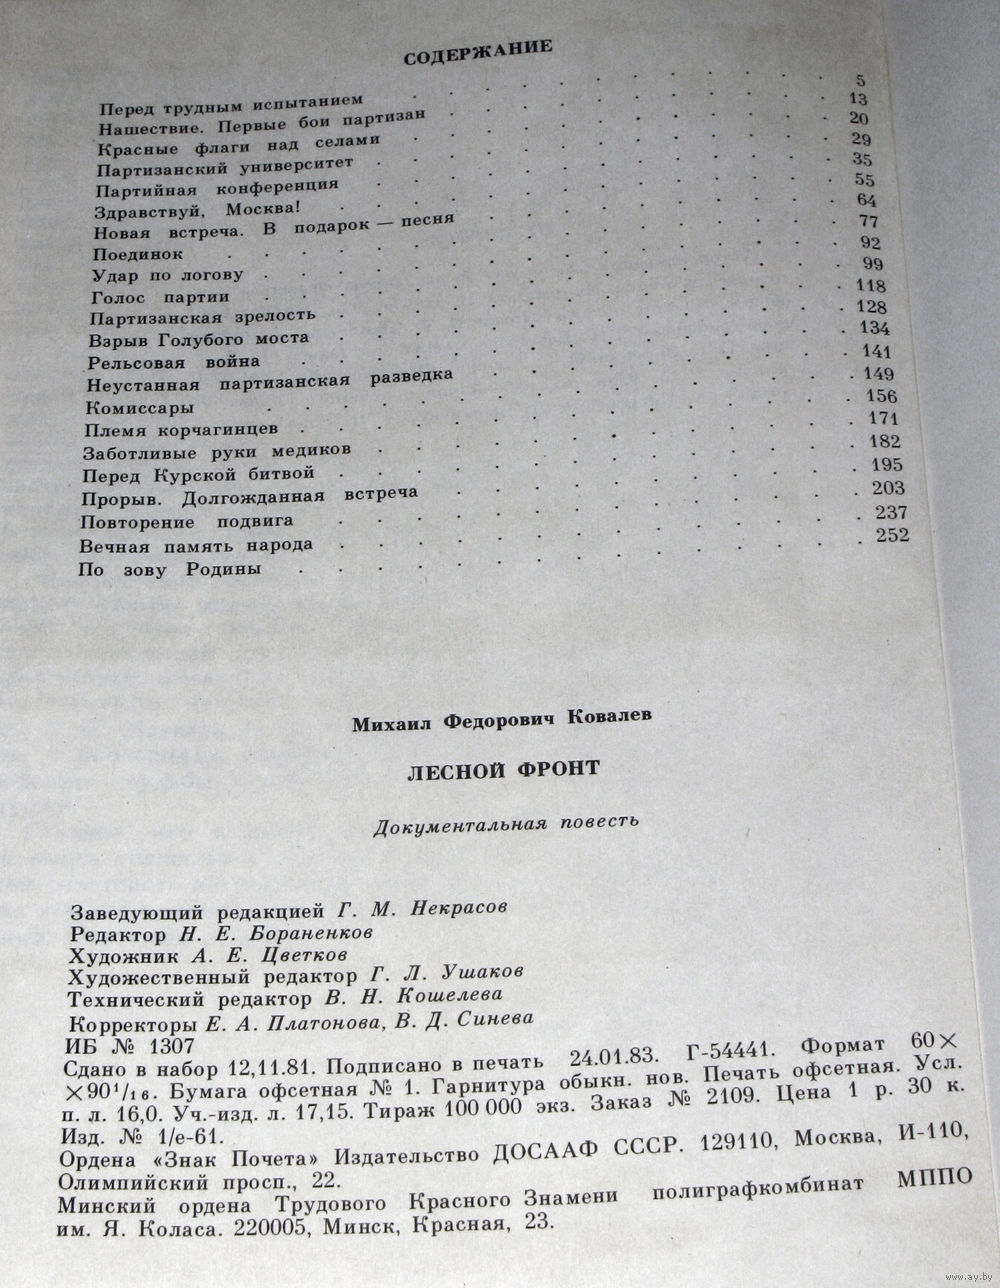 СОДЕРЖАНИЕ
Перед трудным испытанием 5
Нашествие. Первые бои партизан 13
Красные флаги над селами 20
Партизанский университет 29
Партийная конференция 35
Здравствуй, Москва! 55
Новая встреча. В подарок — песня 64
Поединок 77
Удар по логову 92
Голос партии 99
Партизанская зрелость 118
Взрыв Голубого моста 128
Рельсовая война 134
Неустанная партизанская разведка 141
Комиссары 149
Племя корчагинцев 156
Заботливые руки медиков 171
Перед Курской битвой 182
Прорыв. Долгожданная встреча 195
Повторение подвига 203
Вечная память народа 237
По зову Родины 252
Михаил Федорович Ковалев
ЛЕСНОЙ ФРОНТ
Документальная повесть
Заведующий редакцией Г. М. Некрасов
Редактор Н. Е. Бораненков
Художник А. Е. Цветков
Художественный редактор Г. Л. Ушаков
Технический редактор В. Н. Кошелева
Корректоры Е. А. Платонова, В. Д. Синева
ИБ № 1307
Сдано в набор 12,11.81. Подписано в печать 24.01.83. Г-54441. Формат 60×
×90¹/₁₆. Бумага офсетная № 1. Гарнитура обыкн. нов. Печать офсетная. Усл.
п. л. 16,0. Уч.-изд. л. 17,15. Тираж 100 000 экз. Заказ № 2109. Цена 1 р. 30 к.
Изд. № 1/е-61.
Ордена «Знак Почета» Издательство ДОСААФ СССР. 129110, Москва, И-110,
Олимпийский просп., 22.
Минский ордена Трудового Красного Знамени полиграфкомбинат МППО
им. Я. Коласа. 220005, Минск, Красная, 23.
www.ay.by